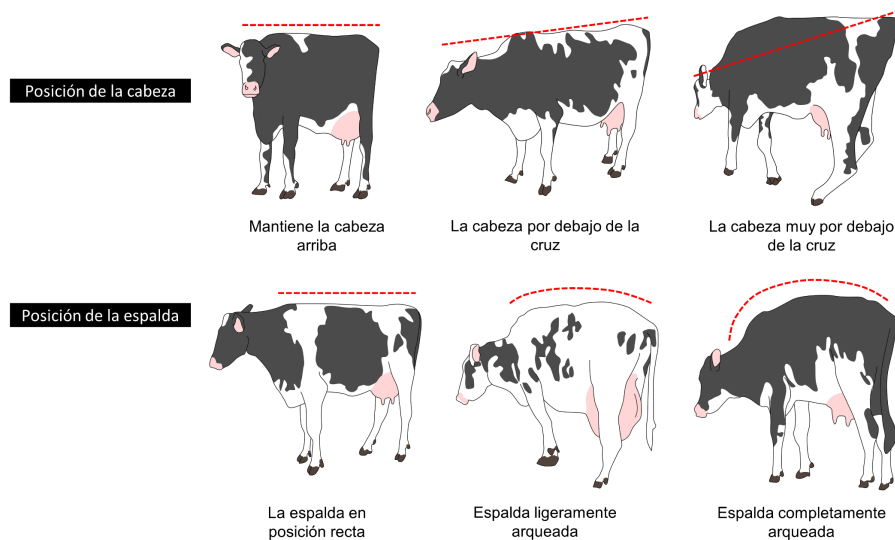 Posición de la cabeza
Mantiene la cabeza
arriba
La cabeza por debajo de la
cruz
La cabeza muy por debajo
de la cruz
Posición de la espalda
La espalda en
posición recta
Espalda ligeramente
arqueada
Espalda completamente
arqueada